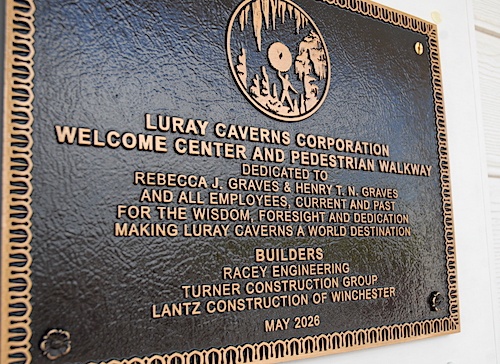 LURAY CAVERNS CORPORATION
WELCOME CENTER AND PEDESTRIAN WALKWAY
DEDICATED TO
REBECCA J. GRAVES & HENRY T. N. GRAVES
AND ALL EMPLOYEES, CURRENT AND PAST
FOR THE WISDOM, FORESIGHT AND DEDICATION
MAKING LURAY CAVERNS A WORLD DESTINATION
BUILDERS
RACEY ENGINEERING
TURNER CONSTRUCTION GROUP
LANTZ CONSTRUCTION OF WINCHESTER
MAY 2026